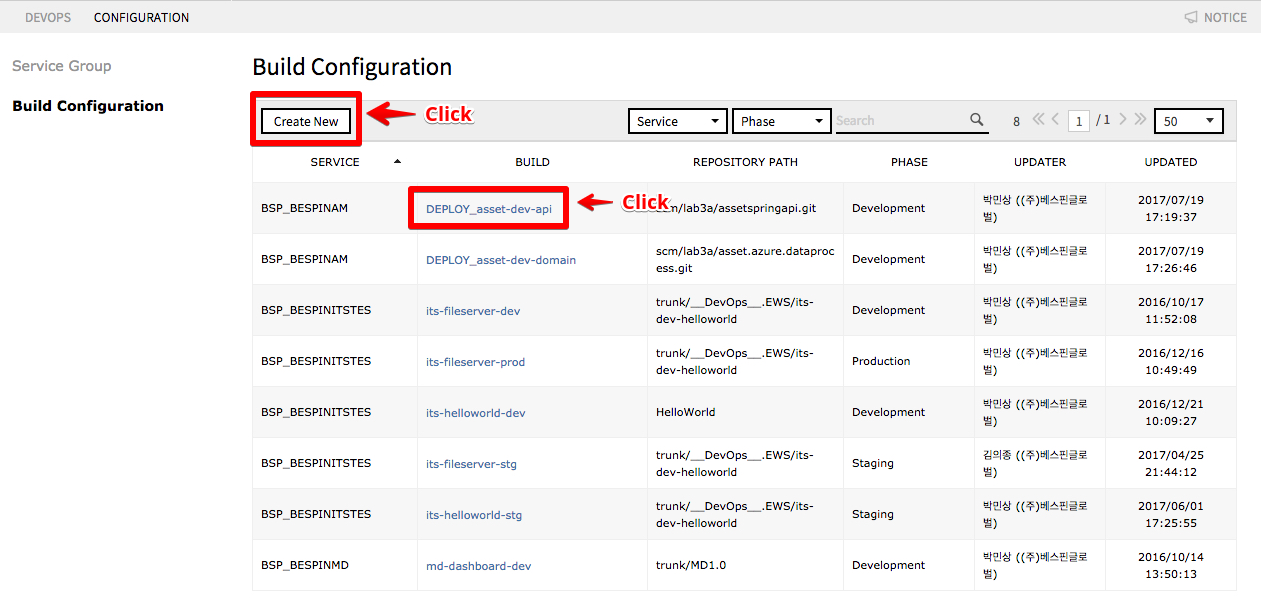 DEVOPS CONFIGURATION NOTICE
Service Group
Build Configuration
Build Configuration
Create New Click Service Phase Search 8 1 / 1 50
SERVICE BUILD REPOSITORY PATH PHASE UPDATER UPDATED
BSP_BESPINAM DEPLOY_asset-dev-api Click /lab3a/assetspringapi.git Development 박민상 ((주)베스핀글로
벌) 2017/07/19
17:19:37
BSP_BESPINAM DEPLOY_asset-dev-domain scm/lab3a/asset.azure.dataproc
ess.git Development 박민상 ((주)베스핀글로
벌) 2017/07/19
17:26:46
BSP_BESPINITSTES its-fileserver-dev trunk/__DevOps__.EWS/its-
dev-helloworld Development 박민상 ((주)베스핀글로
벌) 2016/10/17
11:52:08
BSP_BESPINITSTES its-fileserver-prod trunk/__DevOps__.EWS/its-
dev-helloworld Production 박민상 ((주)베스핀글로
벌) 2016/12/16
10:49:49
BSP_BESPINITSTES its-helloworld-dev HelloWorld Development 박민상 ((주)베스핀글로
벌) 2016/12/21
10:09:27
BSP_BESPINITSTES its-fileserver-stg trunk/__DevOps__.EWS/its-
dev-helloworld Staging 김의종 ((주)베스핀글로
벌) 2017/04/25
21:44:12
BSP_BESPINITSTES its-helloworld-stg trunk/__DevOps__.EWS/its-
dev-helloworld Staging 박민상 ((주)베스핀글로
벌) 2017/06/01
17:25:55
BSP_BESPINMD md-dashboard-dev trunk/MD1.0 Development 박민상 ((주)베스핀글로
벌) 2016/10/14
13:50:13